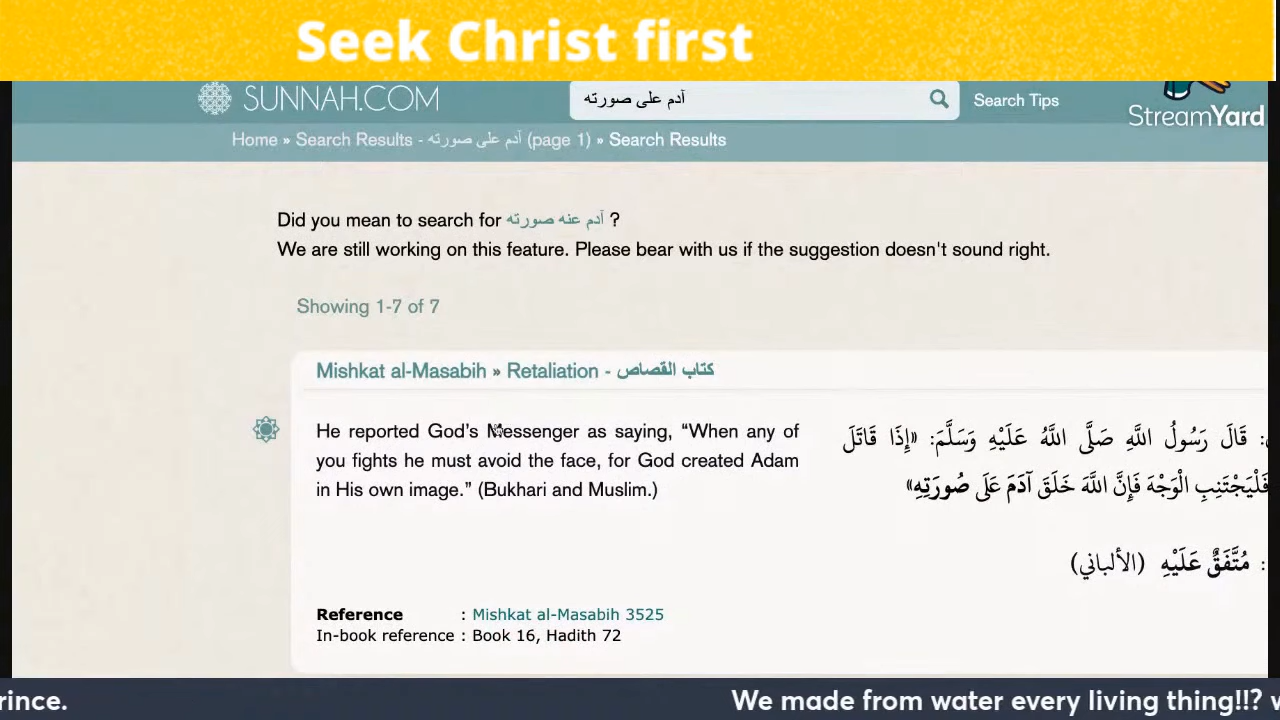 Seek Christ first
SUNNAH.COM
آدم على صورته
Search Tips
StreamYard
Home » Search Results - آدم على صورته (page 1) » Search Results
Did you mean to search for آدم عنه صورته ?
We are still working on this feature. Please bear with us if the suggestion doesn't sound right.
Showing 1-7 of 7
Mishkat al-Masabih » Retaliation - كتاب القصاص
He reported God's Messenger as saying, “When any of
you fights he must avoid the face, for God created Adam
in His own image.” (Bukhari and Muslim.)
: قَالَ رَسُولُ اللَّهِ صَلَّى اللَّهُ عَلَيْهِ وَسَلَّمَ: «إِذَا قَاتَلَ
فَلْيَجْتَنِبِ الْوَجْهَ فَإِنَّ اللَّهَ خَلَقَ آدَمَ عَلَى صُورَتِهِ»
: مُتَّفَقٌ عَلَيْهِ (الألباني)
Reference : Mishkat al-Masabih 3525
In-book reference : Book 16, Hadith 72
rince. We made from water every living thing!!? w